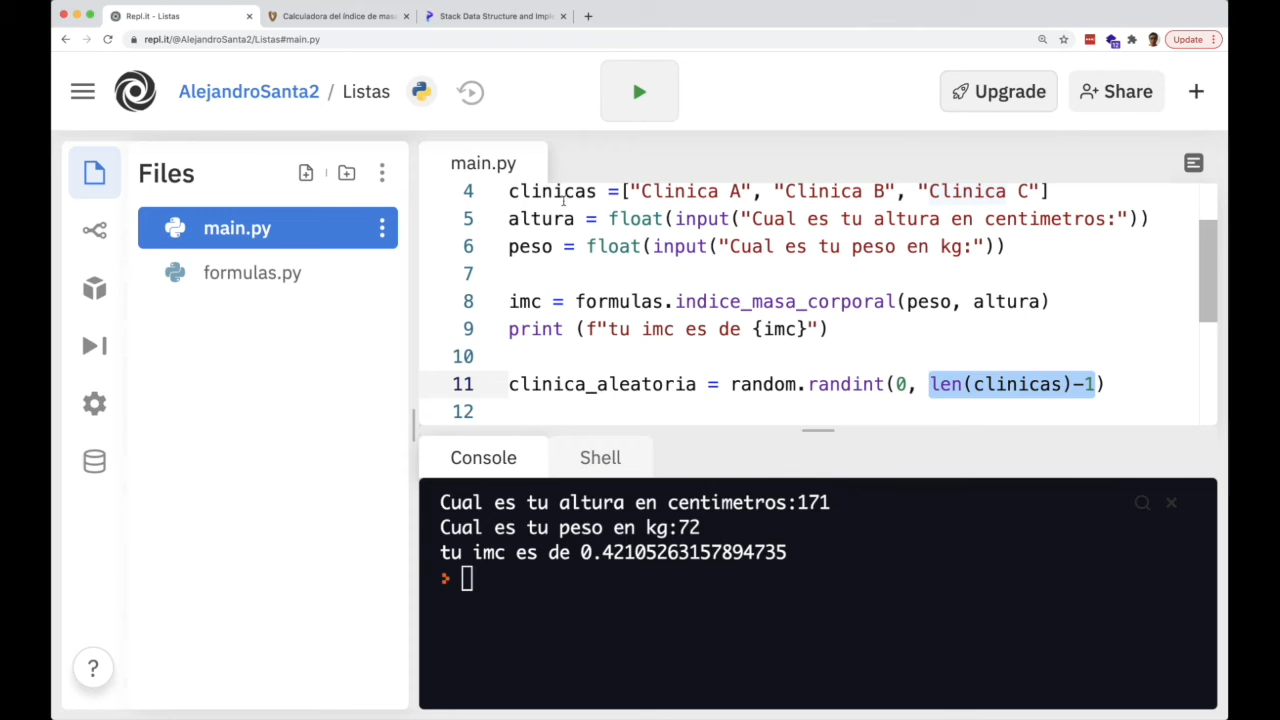 Repl.it - Listas
Calculadora del índice de masa
Stack Data Structure and Imple
repl.it/@AlejandroSanta2/Listas#main.py
12
Update
AlejandroSanta2 / Listas
Upgrade
Share
Files
main.py
formulas.py
main.py
4 clinicas =["Clinica A", "Clinica B", "Clinica C"]
5 altura = float(input("Cual es tu altura en centimetros:"))
6 peso = float(input("Cual es tu peso en kg:"))
7
8 imc = formulas.indice_masa_corporal(peso, altura)
9 print (f"tu imc es de {imc}")
10
11 clinica_aleatoria = random.randint(0, len(clinicas)-1)
12
Console
Shell
Cual es tu altura en centimetros:171
Cual es tu peso en kg:72
tu imc es de 0.42105263157894735
?